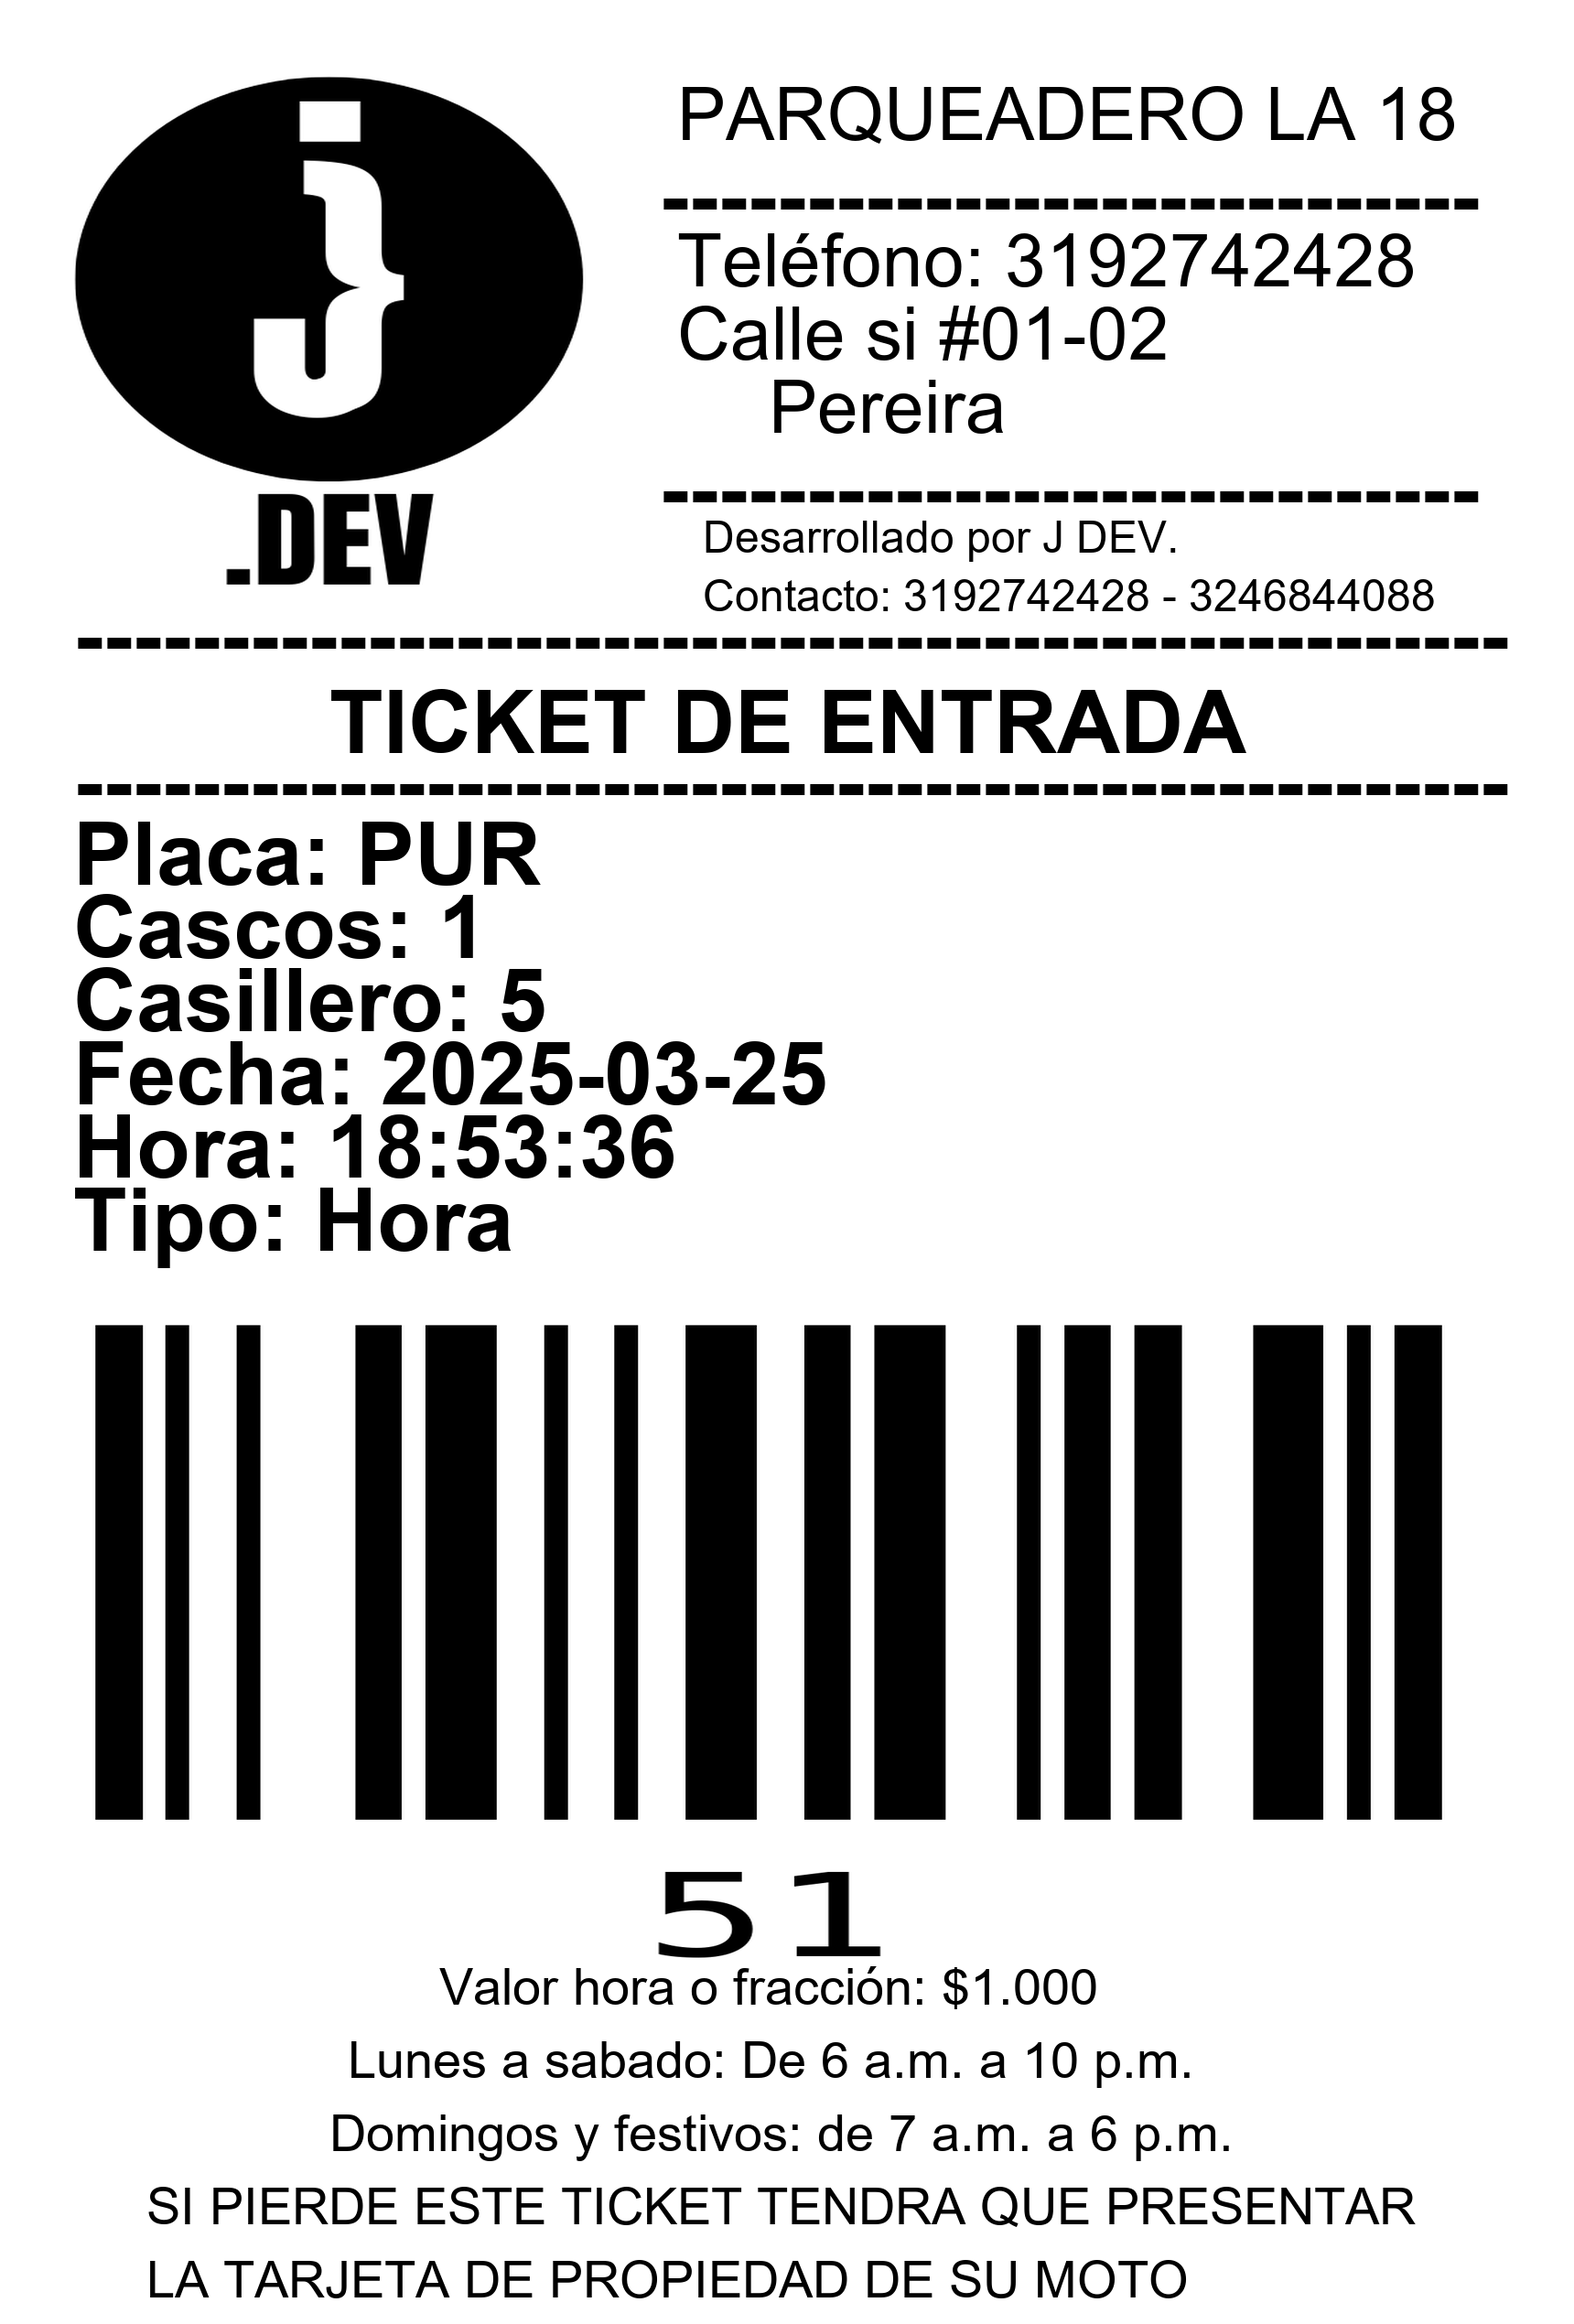 j
.DEV
PARQUEADERO LA 18
----------------------------
Teléfono: 3192742428
Calle si #01-02
Pereira
----------------------------
Desarrollado por J DEV.
Contacto: 3192742428 - 3246844088
-------------------------------------------------
TICKET DE ENTRADA
-------------------------------------------------
Placa: PUR
Cascos: 1
Casillero: 5
Fecha: 2025-03-25
Hora: 18:53:36
Tipo: Hora
51
Valor hora o fracción: $1.000
Lunes a sabado: De 6 a.m. a 10 p.m.
Domingos y festivos: de 7 a.m. a 6 p.m.
SI PIERDE ESTE TICKET TENDRA QUE PRESENTAR
LA TARJETA DE PROPIEDAD DE SU MOTO